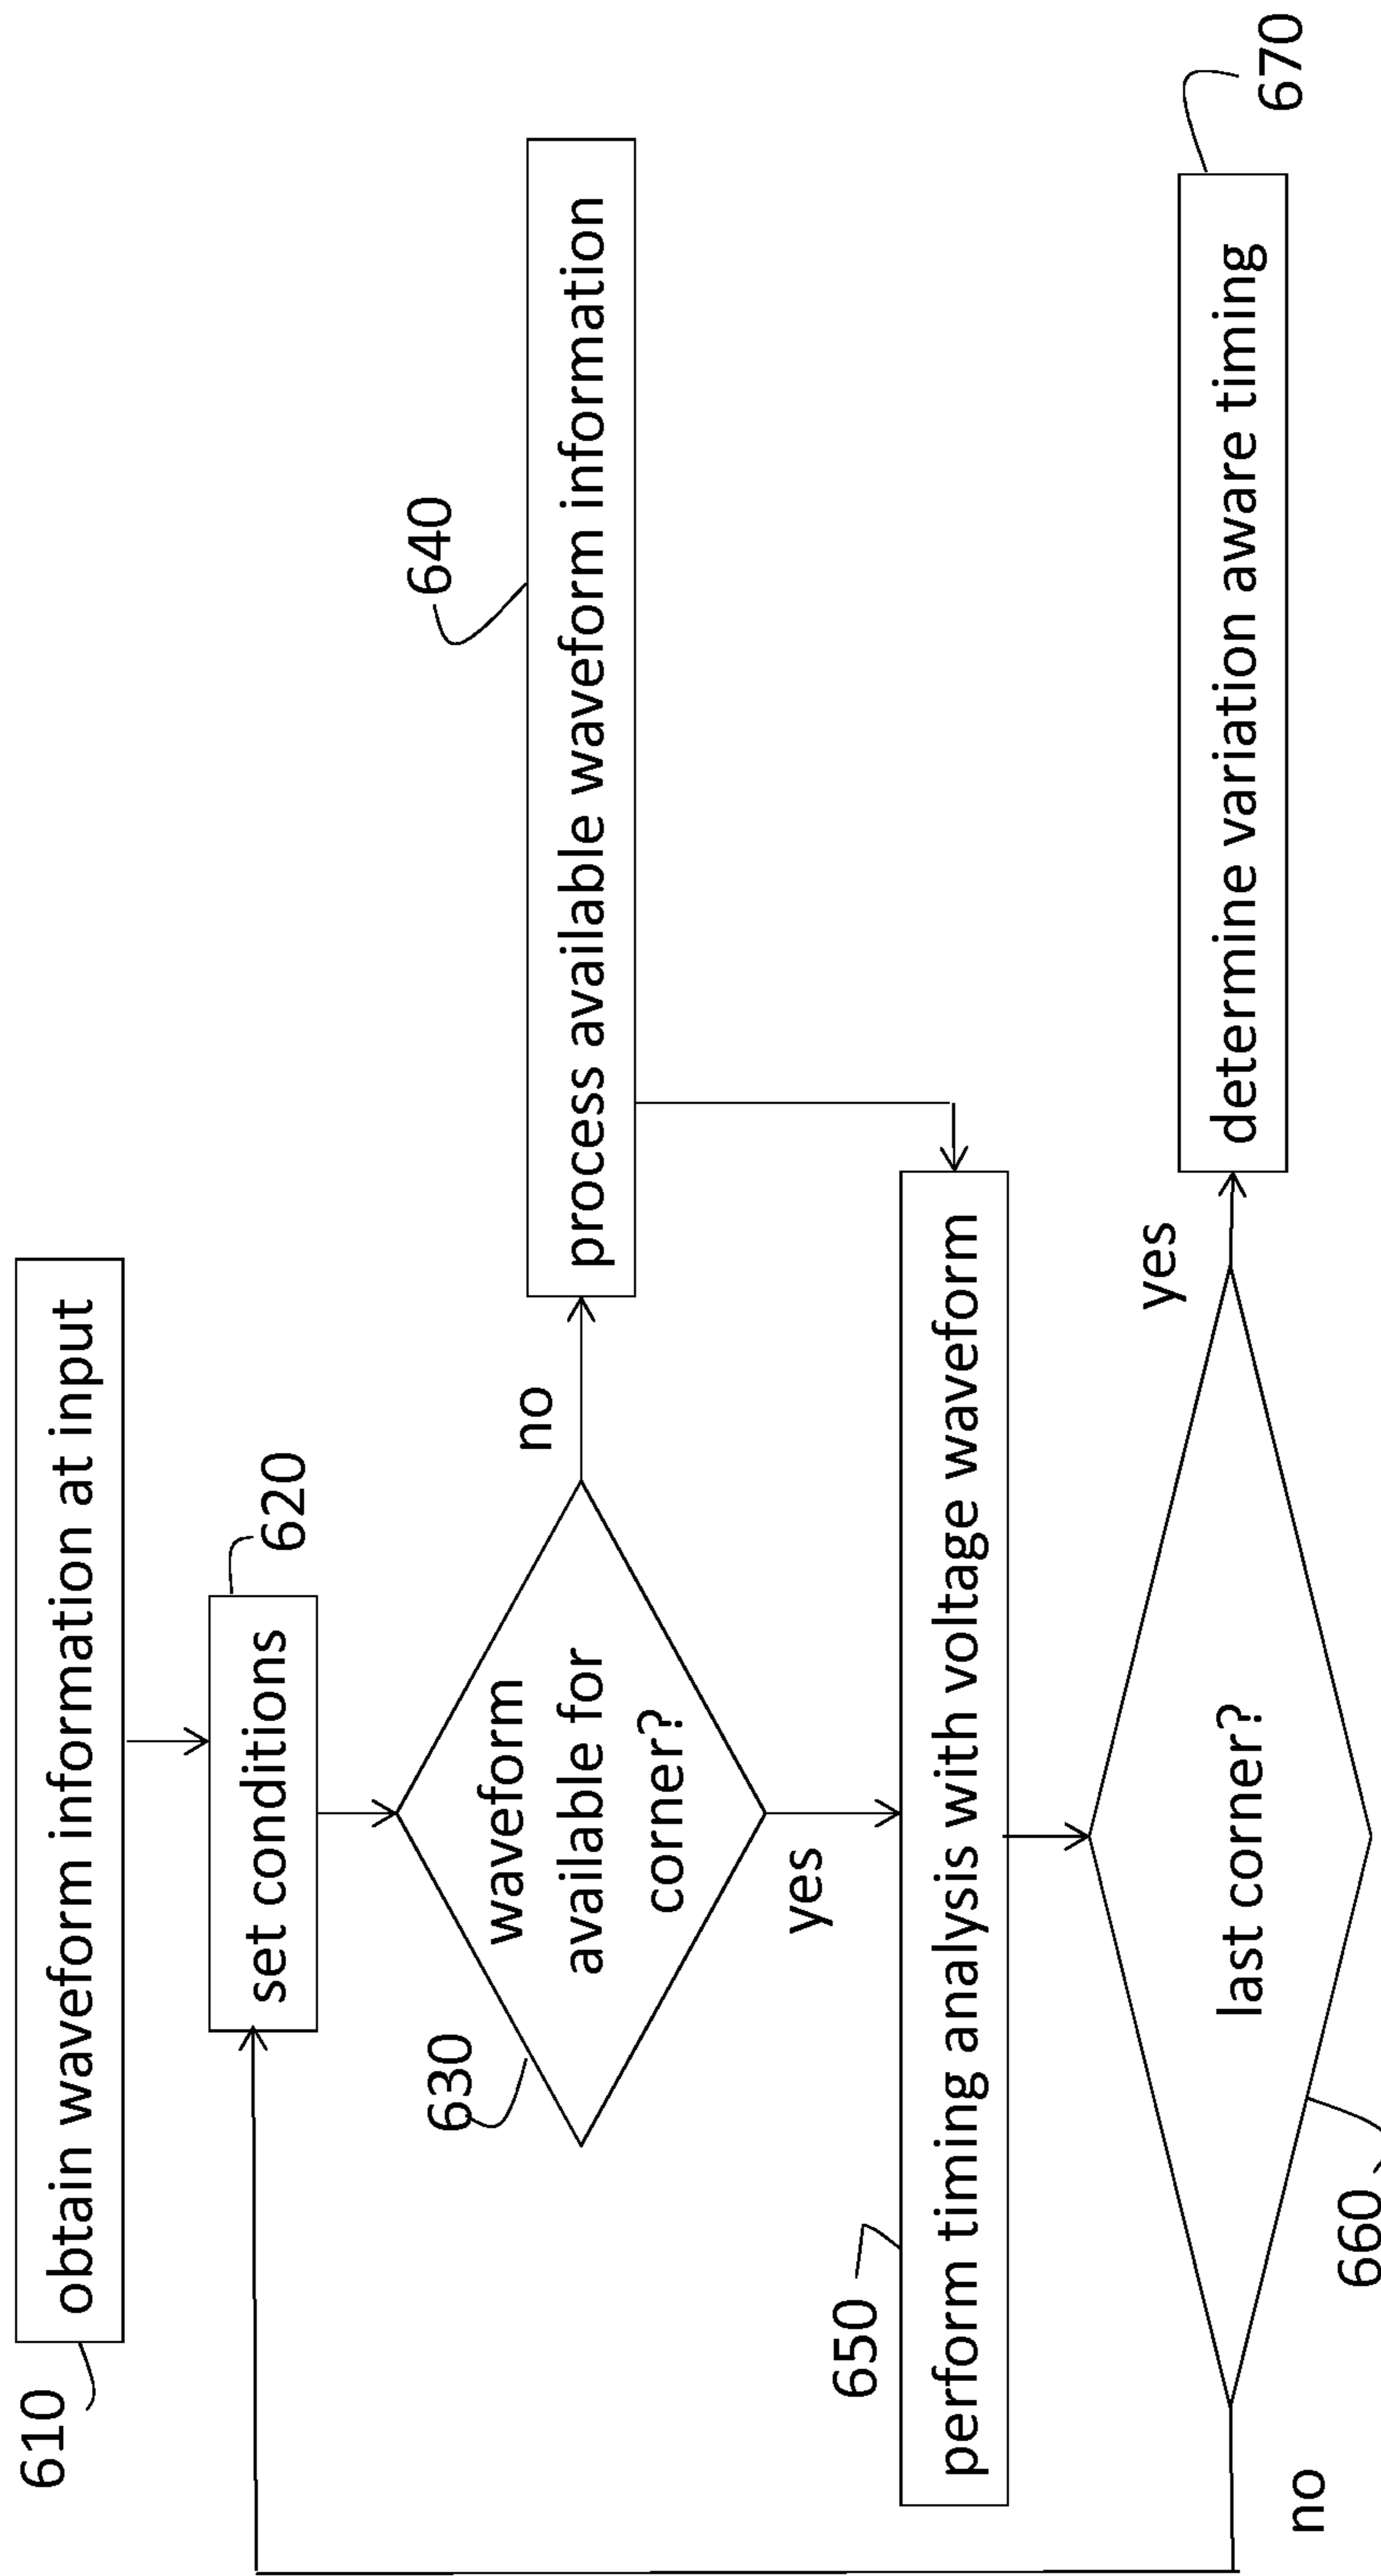 610
obtain waveform information at input
620
set conditions
630
waveform
available for
corner?
no
640
process available waveform information
yes
650
perform timing analysis with voltage waveform
last corner?
660
yes
670
determine variation aware timing
no